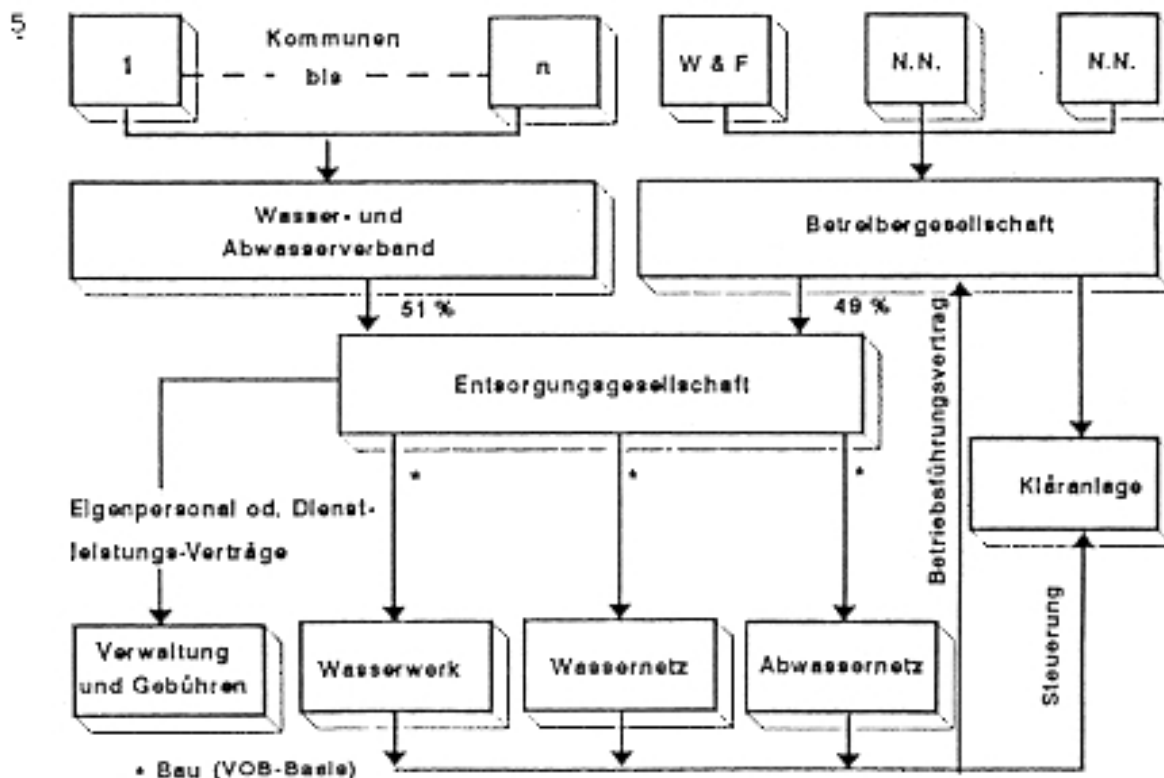 5
1
Kommunen
bis
n
W & F
N.N.
N.N.
Wasser- und
Abwasserverband
Betreibergesellschaft
51 %
49 %
Entsorgungsgesellschaft
Betriebsführungsvertrag
Kläranlage
*
*
*
Eigenpersonal od. Dienst-
leistungs-Verträge
Steuerung
Verwaltung
und Gebühren
Wasserwerk
Wassernetz
Abwassernetz
* Bau (VOB-Basis)